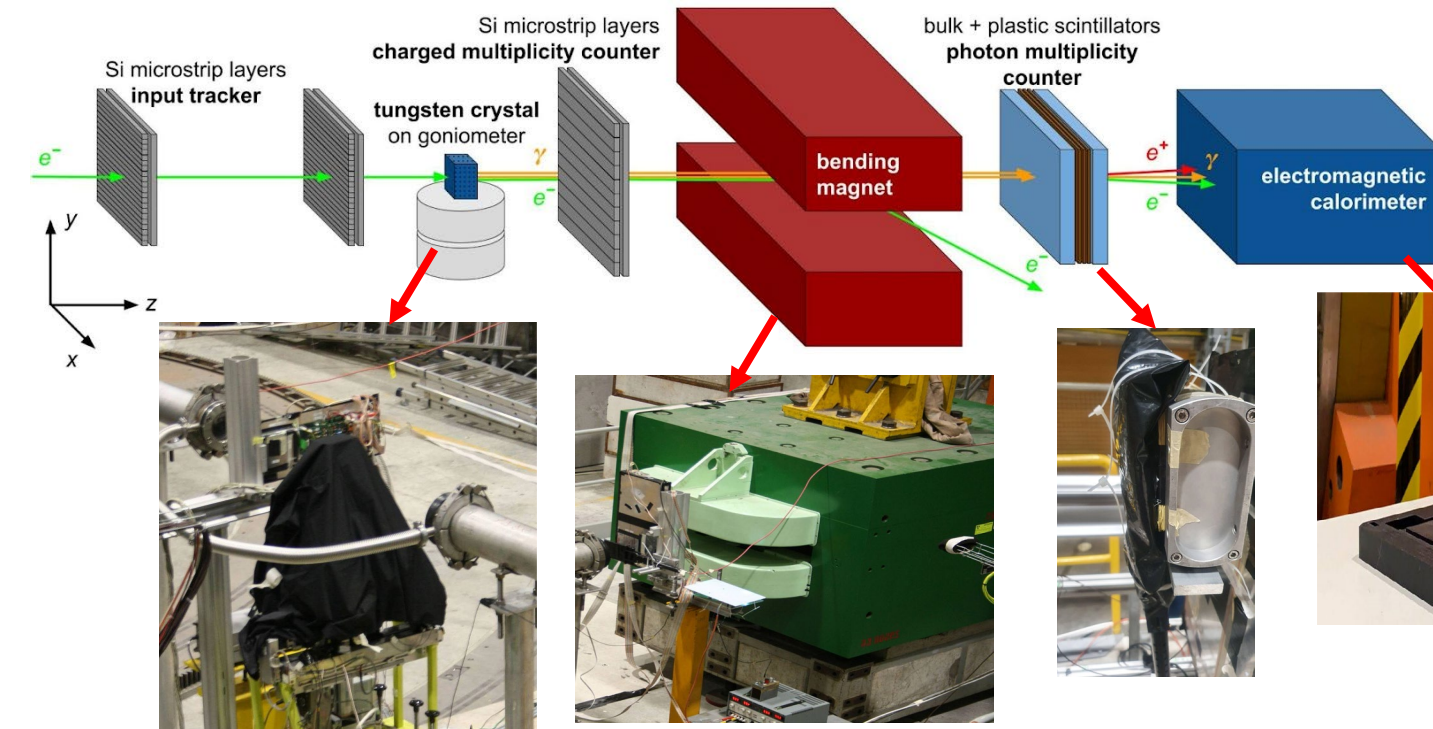 Si microstrip layers
input tracker
tungsten crystal
on goniometer
Si microstrip layers
charged multiplicity counter
bulk + plastic scintillators
photon multiplicity
counter
e⁻
γ
e⁻
bending
magnet
e⁻
e⁺
γ
e⁻
electromagnetic
calorimeter
y
z
x